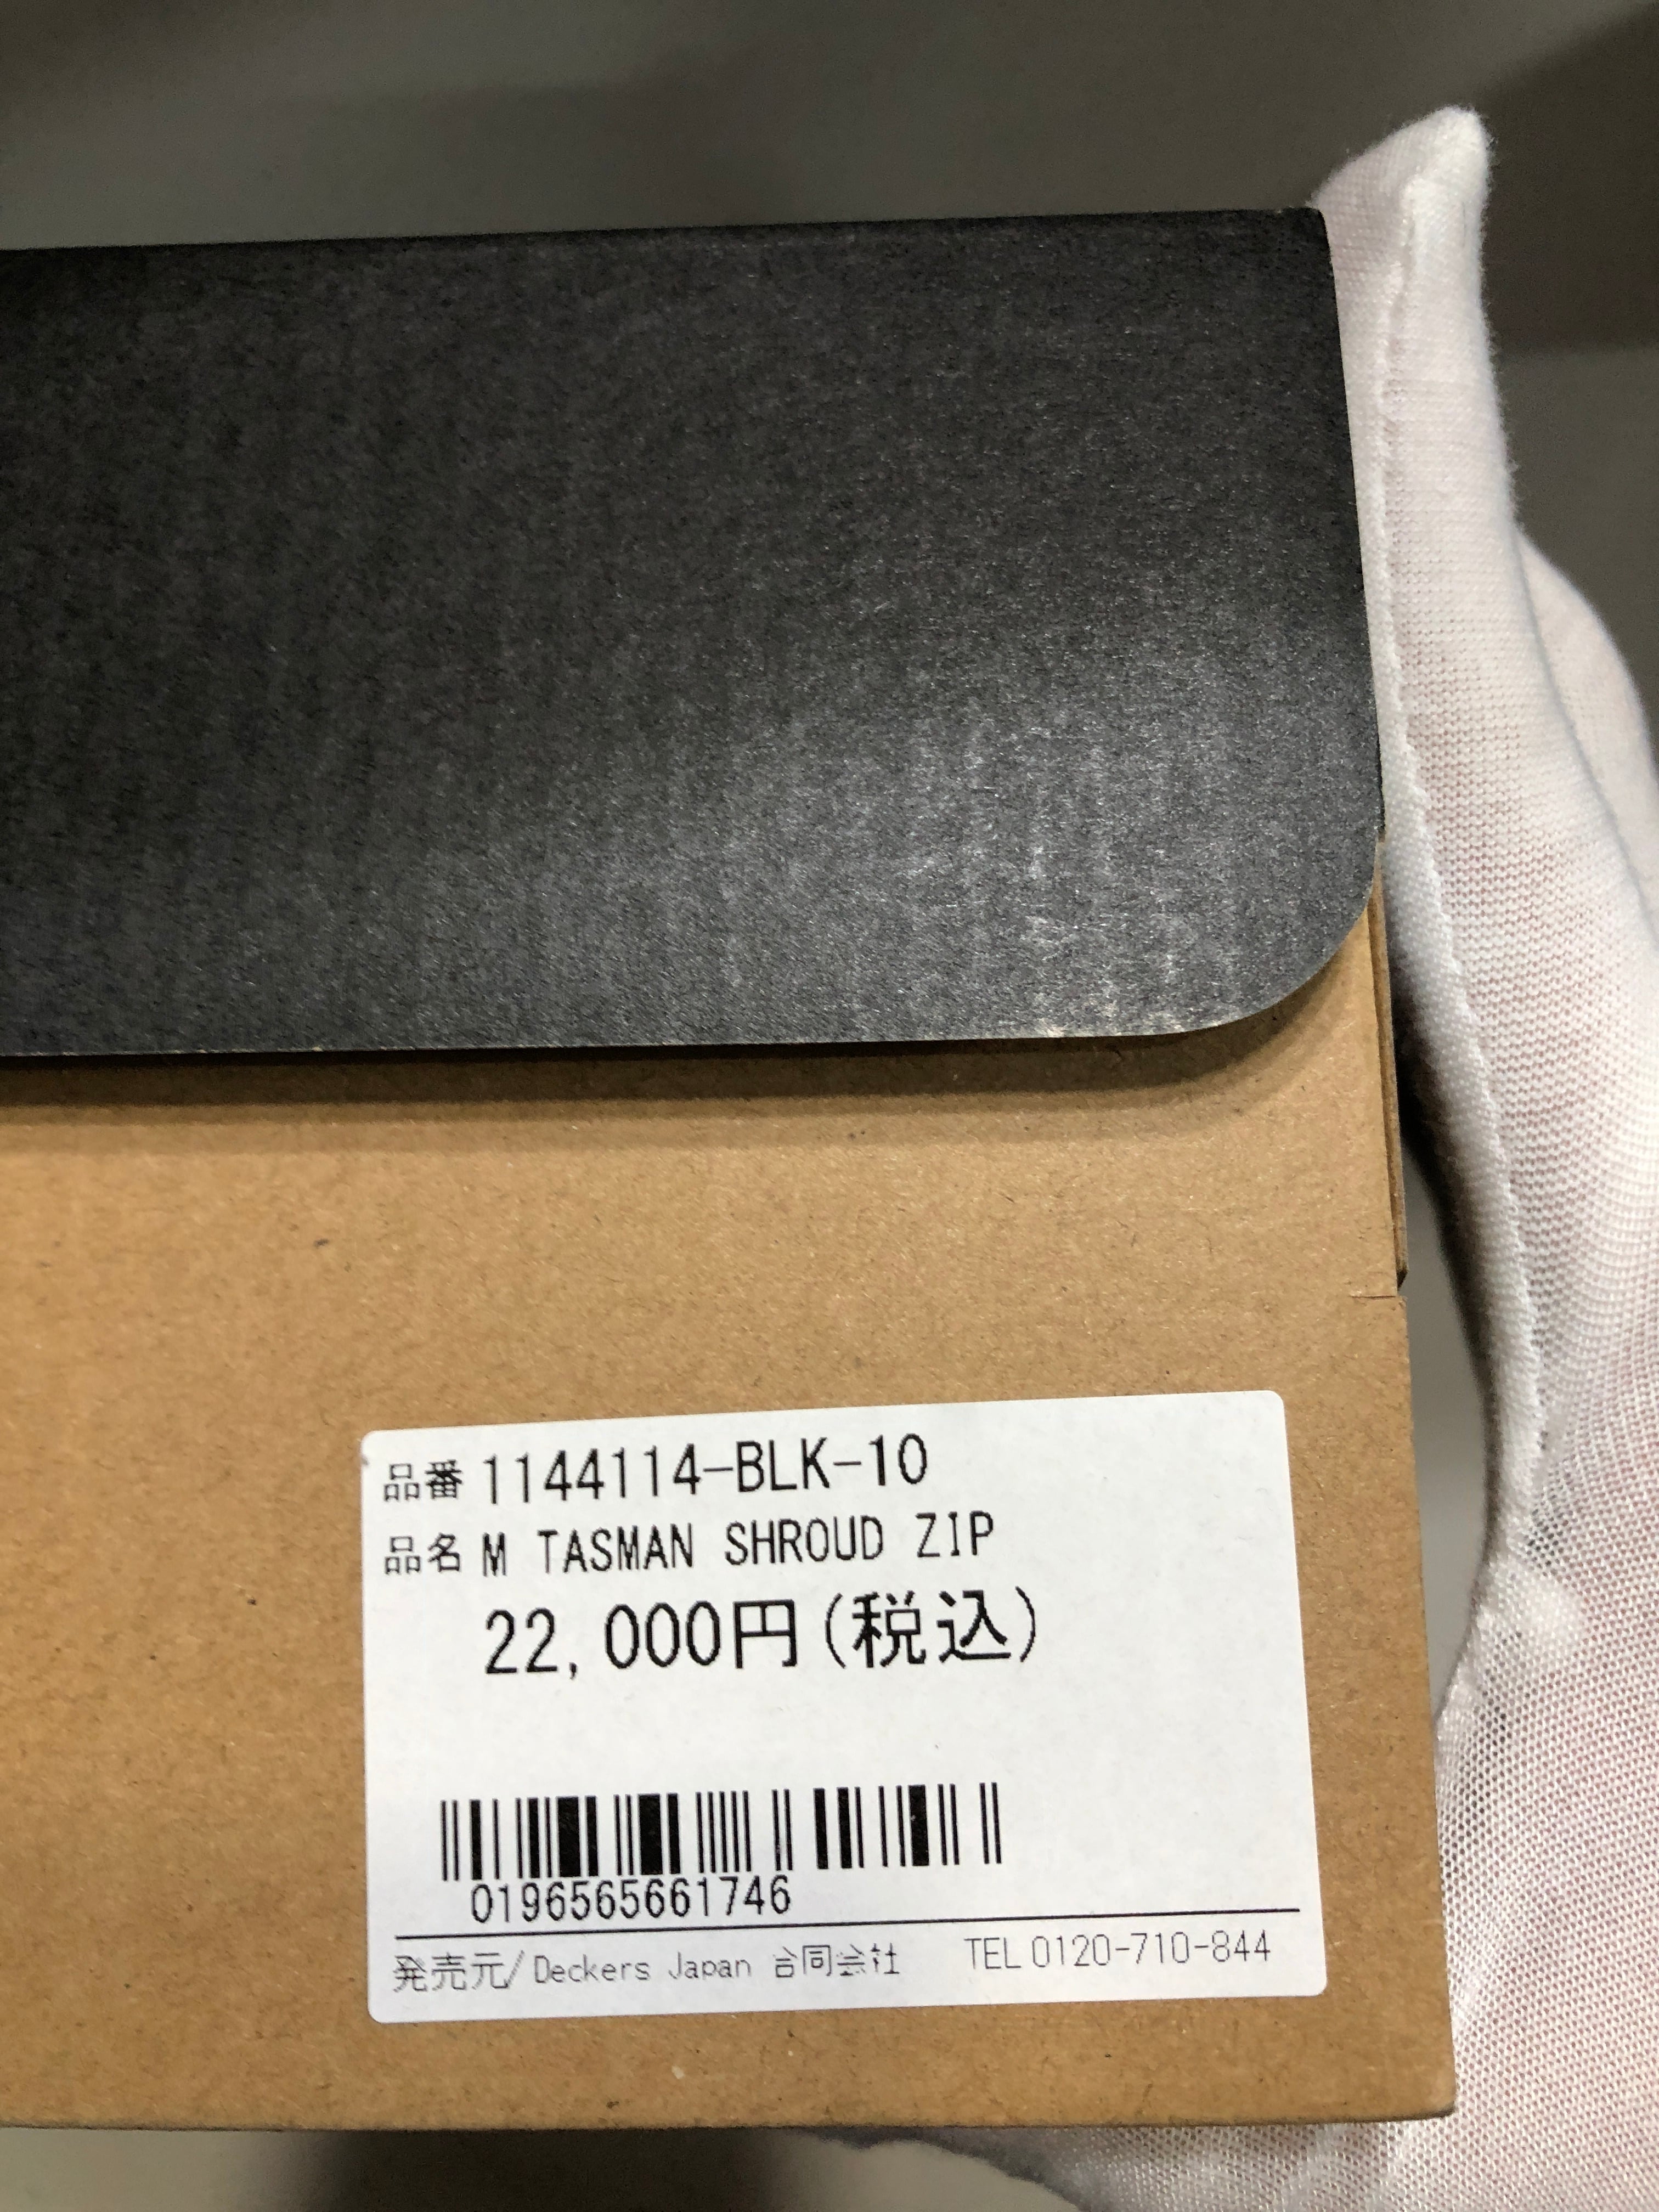 品番 1144114-BLK-10
品名 M TASMAN SHROUD ZIP
22,000円(税込)
0196565661746
発売元/Deckers Japan 合同会社 TEL 0120-710-844